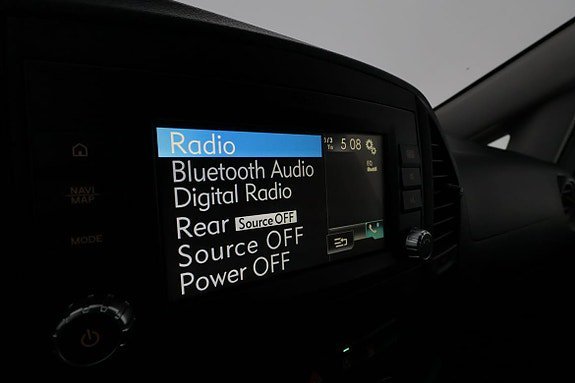 Radio
Bluetooth Audio
Digital Radio
Rear Source OFF
Source OFF
Power OFF
5 08
NAVI
MAP
MODE